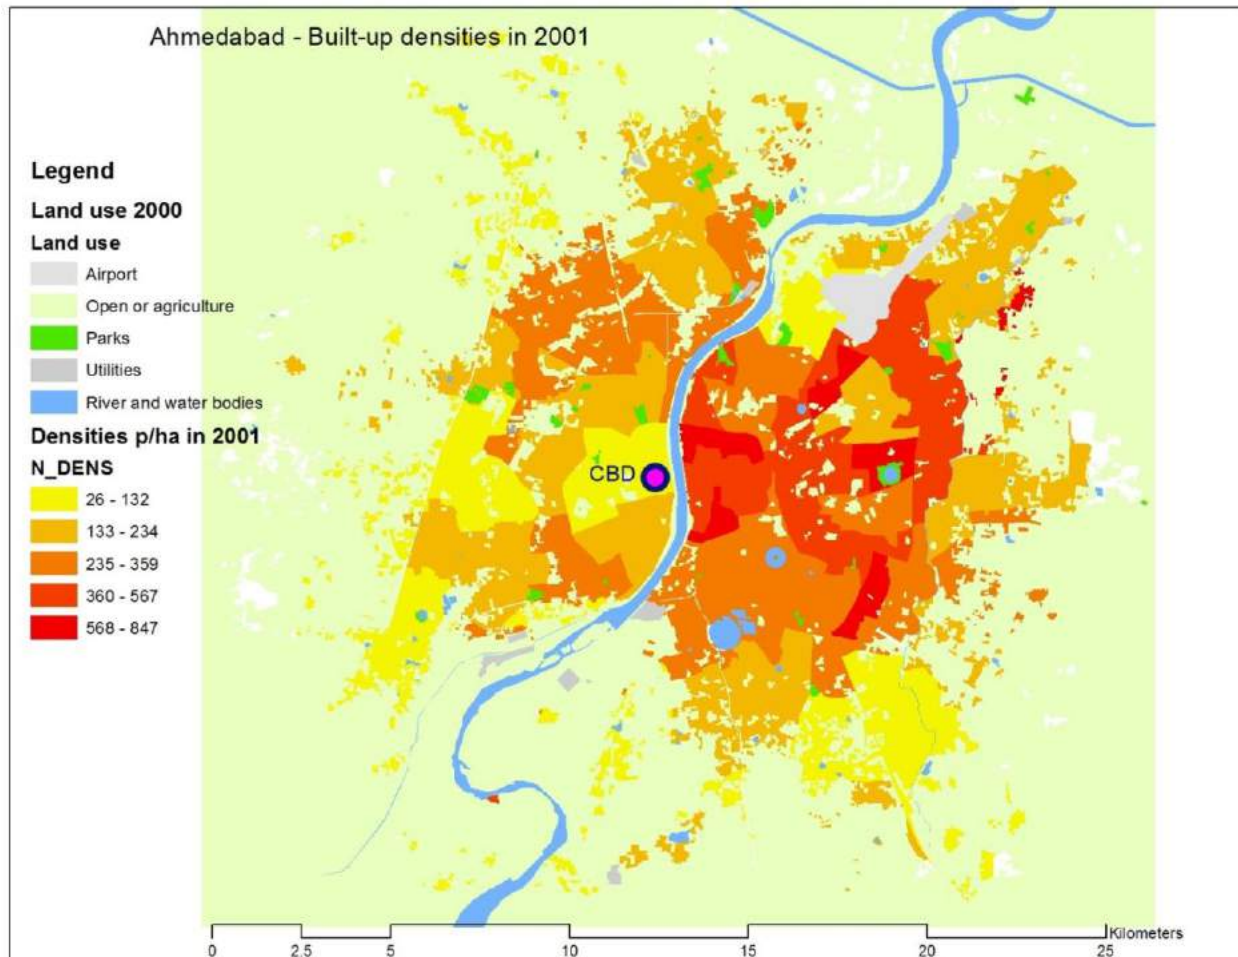 Ahmedabad - Built-up densities in 2001
Legend
Land use 2000
Land use
Airport
Open or agriculture
Parks
Utilities
River and water bodies
Densities p/ha in 2001
N_DENS
26 - 132
133 - 234
235 - 359
360 - 567
568 - 847
CBD
Kilometers
0 2.5 5 10 15 20 25